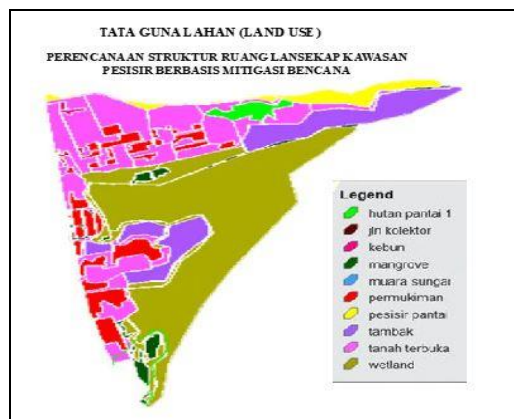 TATA GUNA LAHAN (LAND USE)
PERENCANAAN STRUKTUR RUANG LANSEKAP KAWASAN
PESISIR BERBASIS MITIGASI BENCANA
Legend
hutan pantai 1
jln kolektor
kebun
mangrove
muara sungai
permukiman
pesisir pantai
tambak
tanah terbuka
wetland